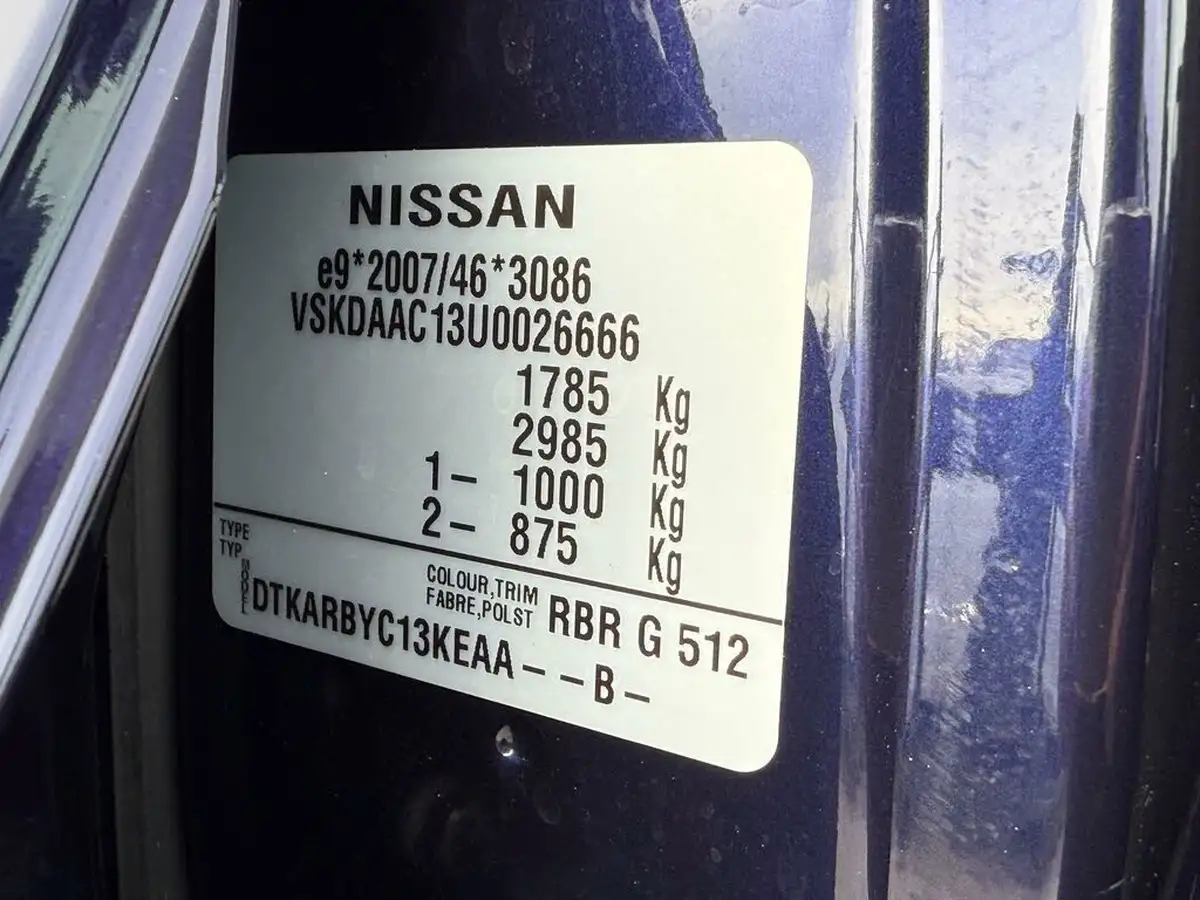 NISSAN
e9*2007/46*3086
VSKDAAC13U0026666
1785 Kg
2985 Kg
1- 1000 Kg
2- 875 Kg
TYPE
TYP
MODEL
COLOUR,TRIM
FABRE,POLST
RBR G 512
DTKARBYC13KEAA--B-